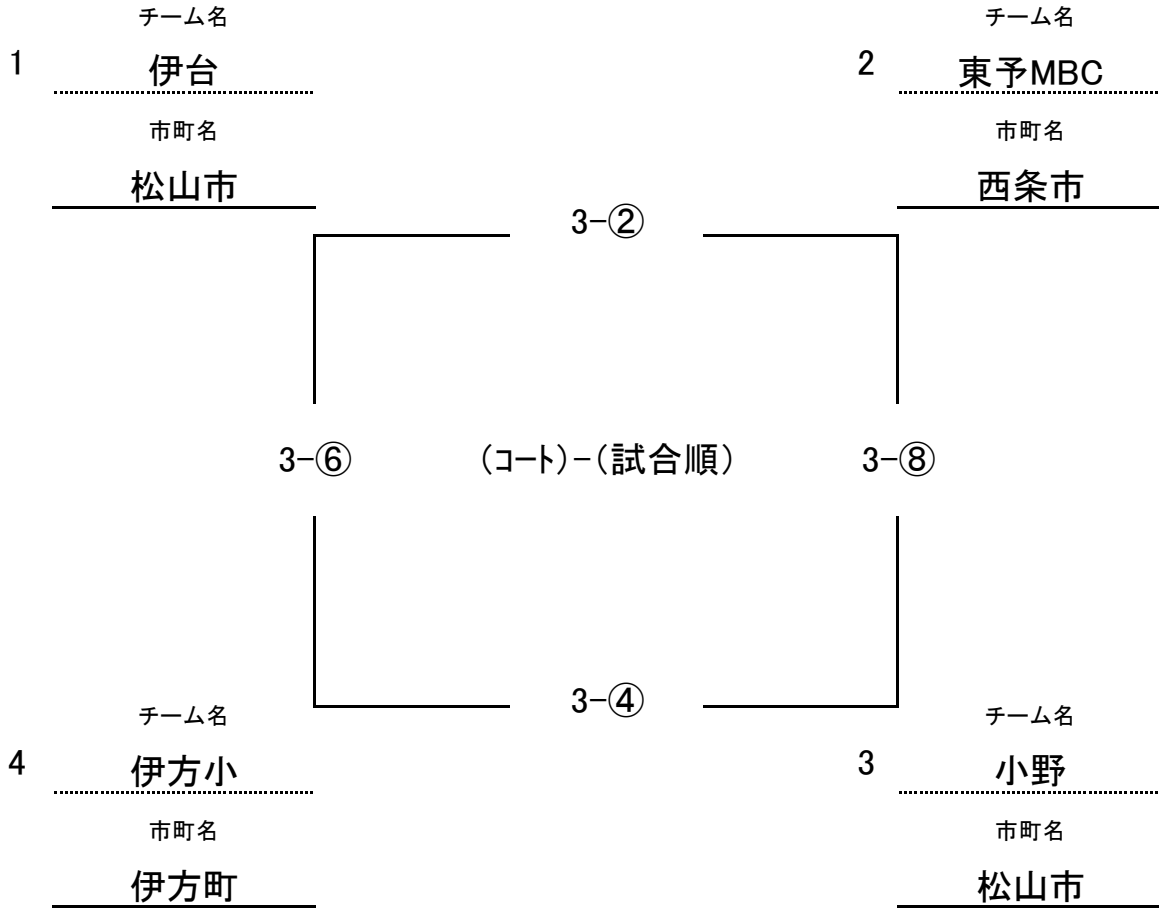 チーム名
1 伊台
市町名
松山市
チーム名
2 東予MBC
市町名
西条市
3-②
3-⑥ (コート)-(試合順) 3-⑧
3-④
チーム名
4 伊方小
市町名
伊方町
チーム名
3 小野
市町名
松山市